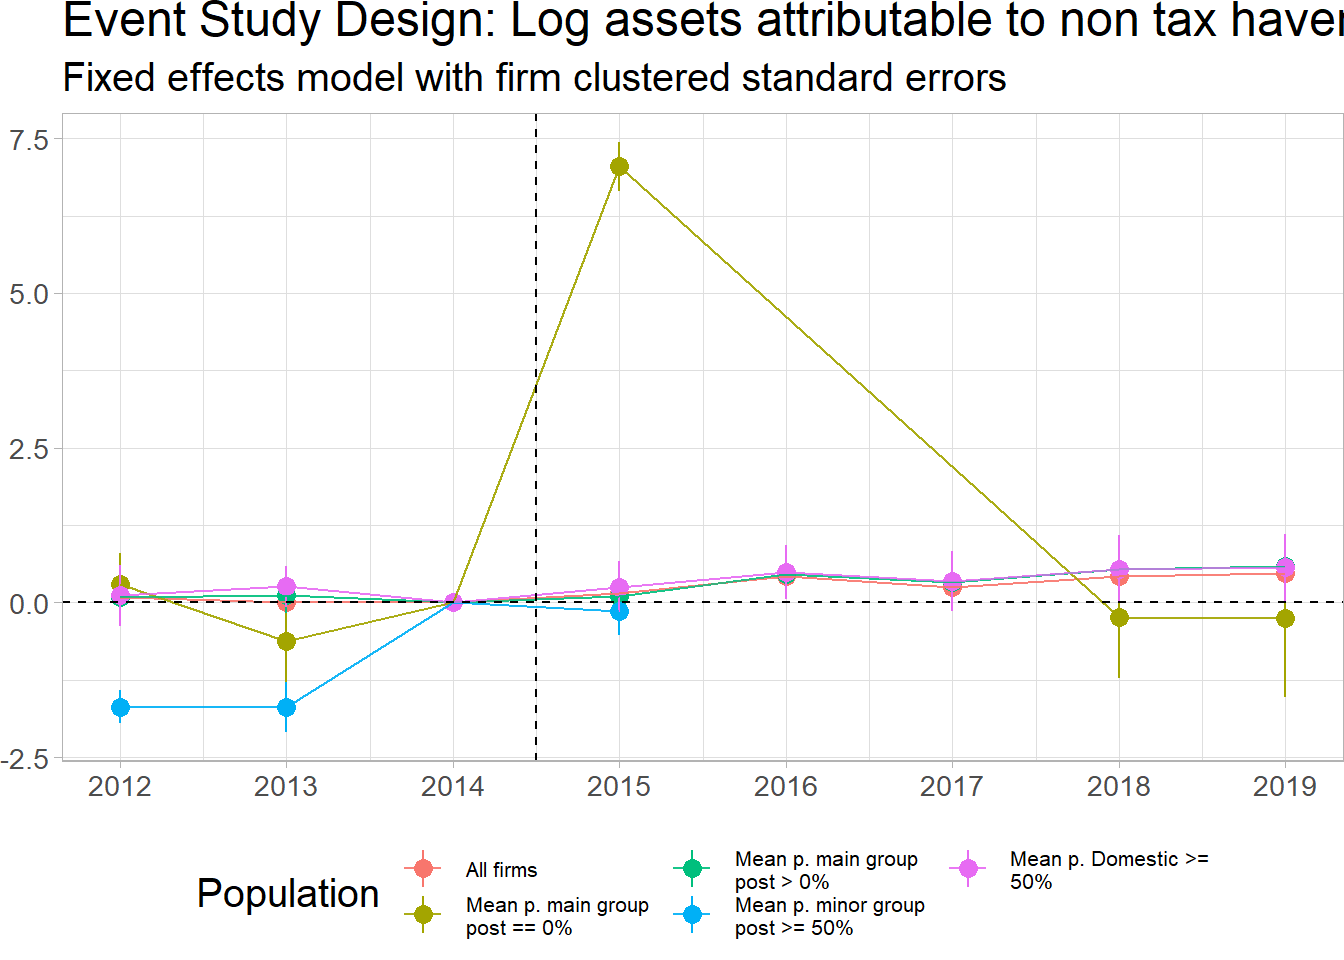 Event Study Design: Log assets attributable to non tax haven
Fixed effects model with firm clustered standard errors
7.5
5.0
2.5
0.0
-2.5
2012 2013 2014 2015 2016 2017 2018 2019
Population
All firms
Mean p. main group
post == 0%
Mean p. main group
post > 0%
Mean p. minor group
post >= 50%
Mean p. Domestic >=
50%